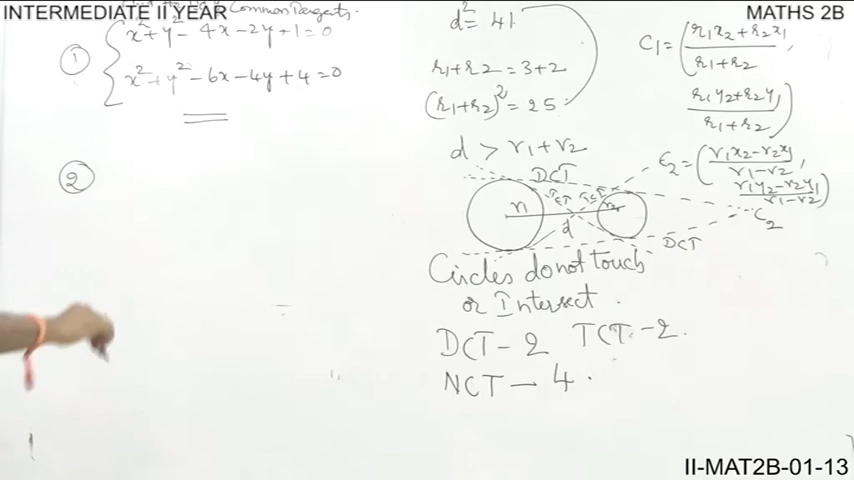 INTERMEDIATE II YEAR
MATHS 2B
Common Tangents.
① x²+y²-4x-2y+1=0
x²+y²-6x-4y+4=0
②
d²= 41
r1+r2 = 3+2
(r1+r2)² = 25
d > r1+r2
DCT
TCT TCT
r1 r2
d
DCT
C2
Circles do not touch
or Intersect.
DCT-2 TCT-2.
NCT-4.
C1=(r1x2+r2x1/r1+r2,
r1y2+r2y1/r1+r2)
C2=(r1x2-r2x1/r1-r2,
r1y2-r2y1/r1-r2)
II-MAT2B-01-13